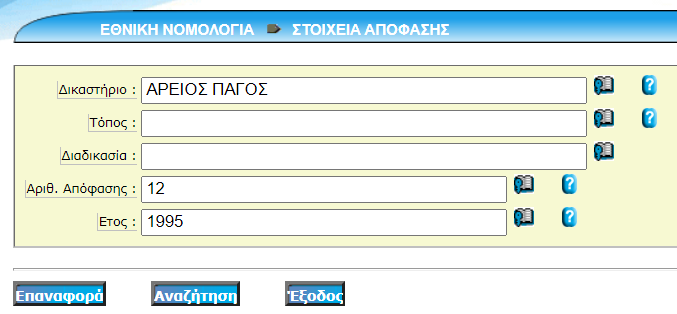 ΕΘΝΙΚΗ ΝΟΜΟΛΟΓΙΑ ΣΤΟΙΧΕΙΑ ΑΠΟΦΑΣΗΣ
Δικαστήριο : ΑΡΕΙΟΣ ΠΑΓΟΣ ?
Τόπος : ?
Διαδικασία :
Αριθ. Απόφασης : 12 ?
Ετος : 1995 ?
Επαναφορά Αναζήτηση Έξοδος